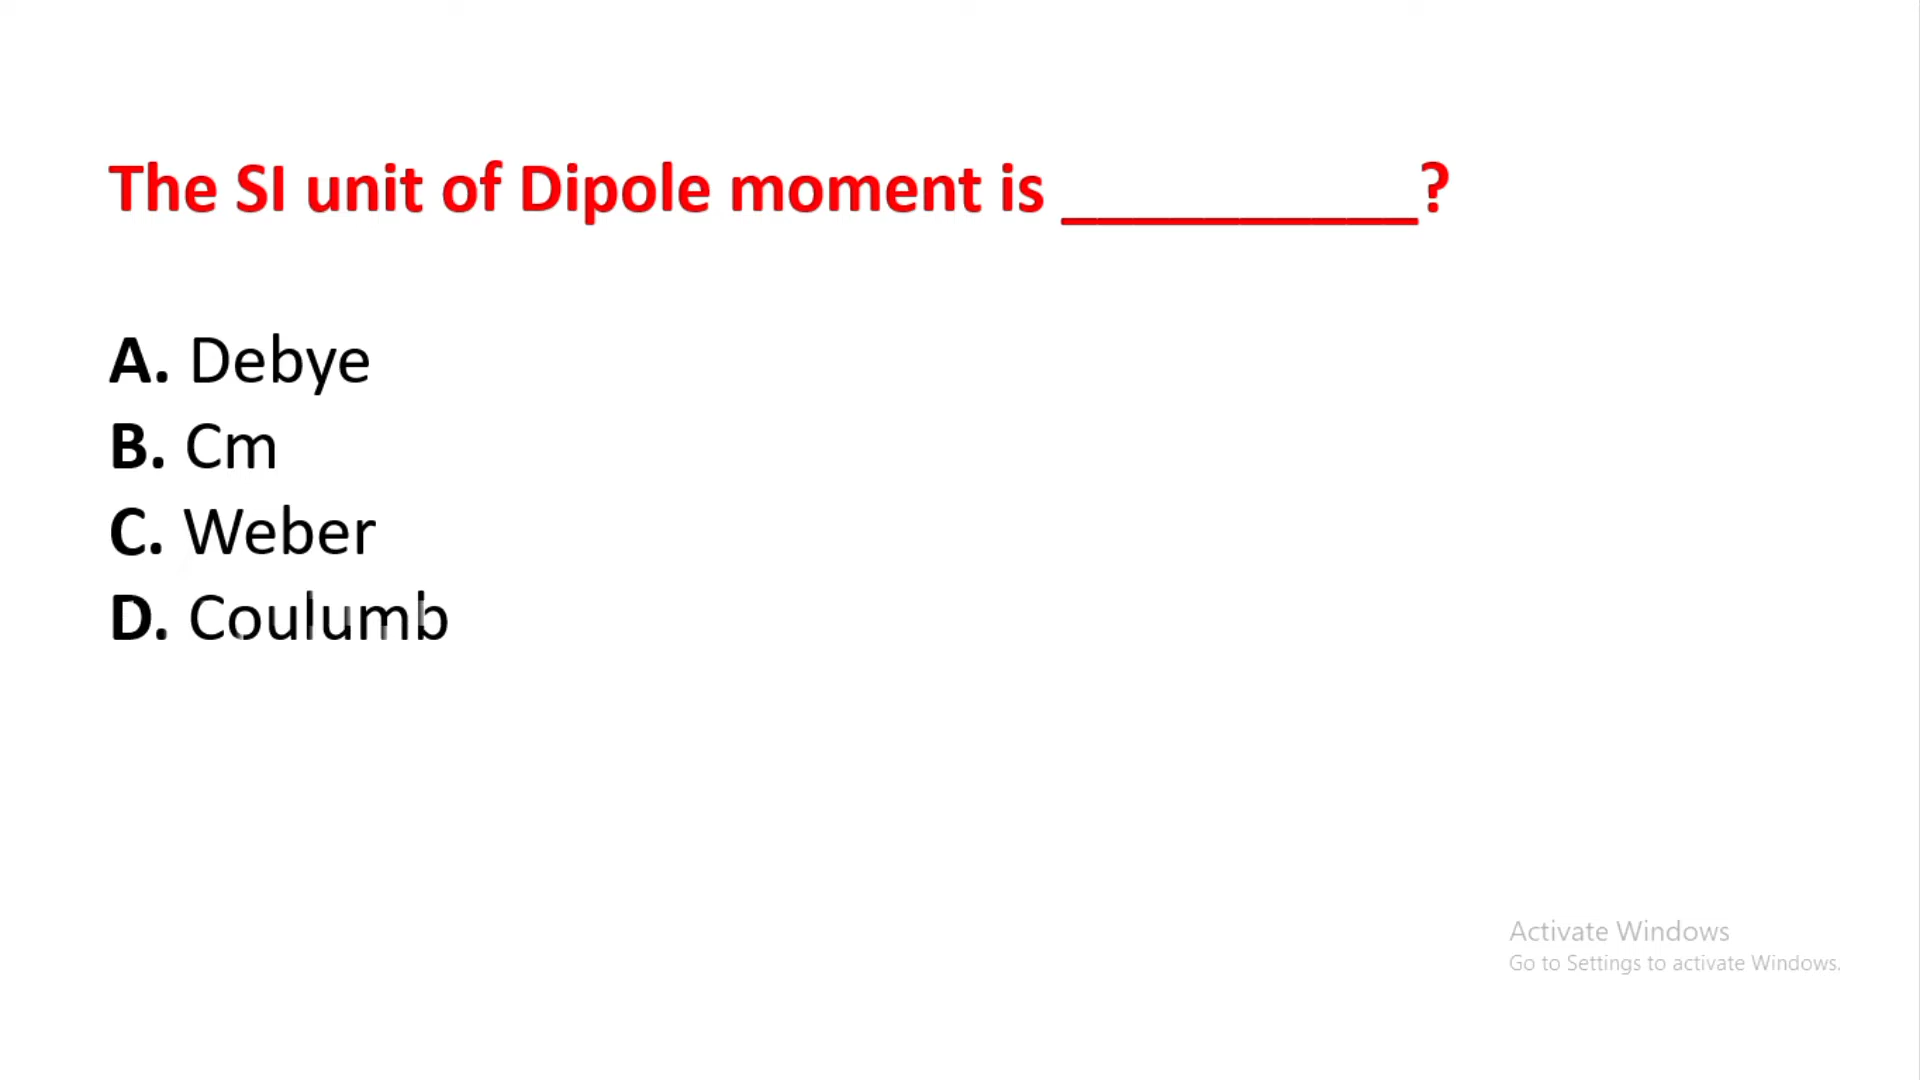 The SI unit of Dipole moment is __________?
A. Debye
B. Cm
C. Weber
D. Coulumb
Activate Windows
Go to Settings to activate Windows.